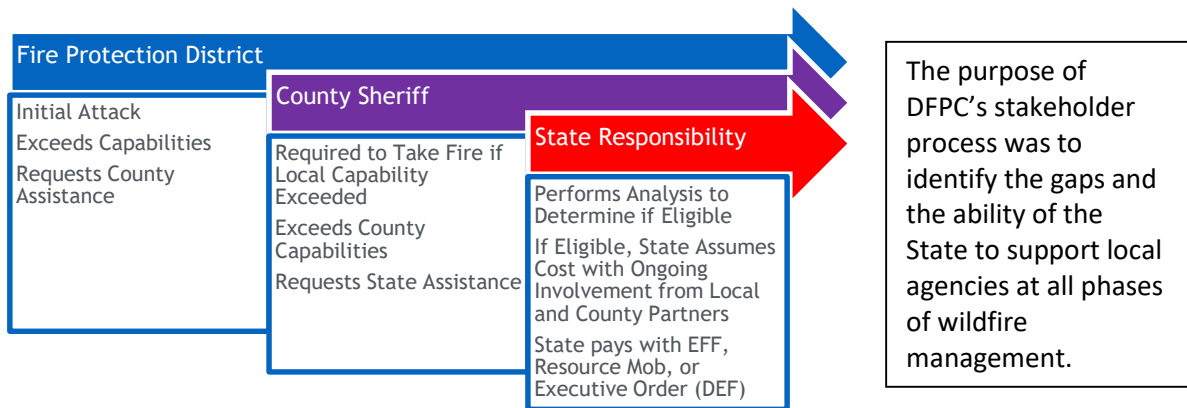 Fire Protection District
Initial Attack
Exceeds Capabilities
Requests County
Assistance
County Sheriff
Required to Take Fire if
Local Capability
Exceeded
Exceeds County
Capabilities
Requests State Assistance
State Responsibility
Performs Analysis to
Determine if Eligible
If Eligible, State Assumes
Cost with Ongoing
Involvement from Local
and County Partners
State pays with EFF,
Resource Mob, or
Executive Order (DEF)
The purpose of
DFPC’s stakeholder
process was to
identify the gaps and
the ability of the
State to support local
agencies at all phases
of wildfire
management.